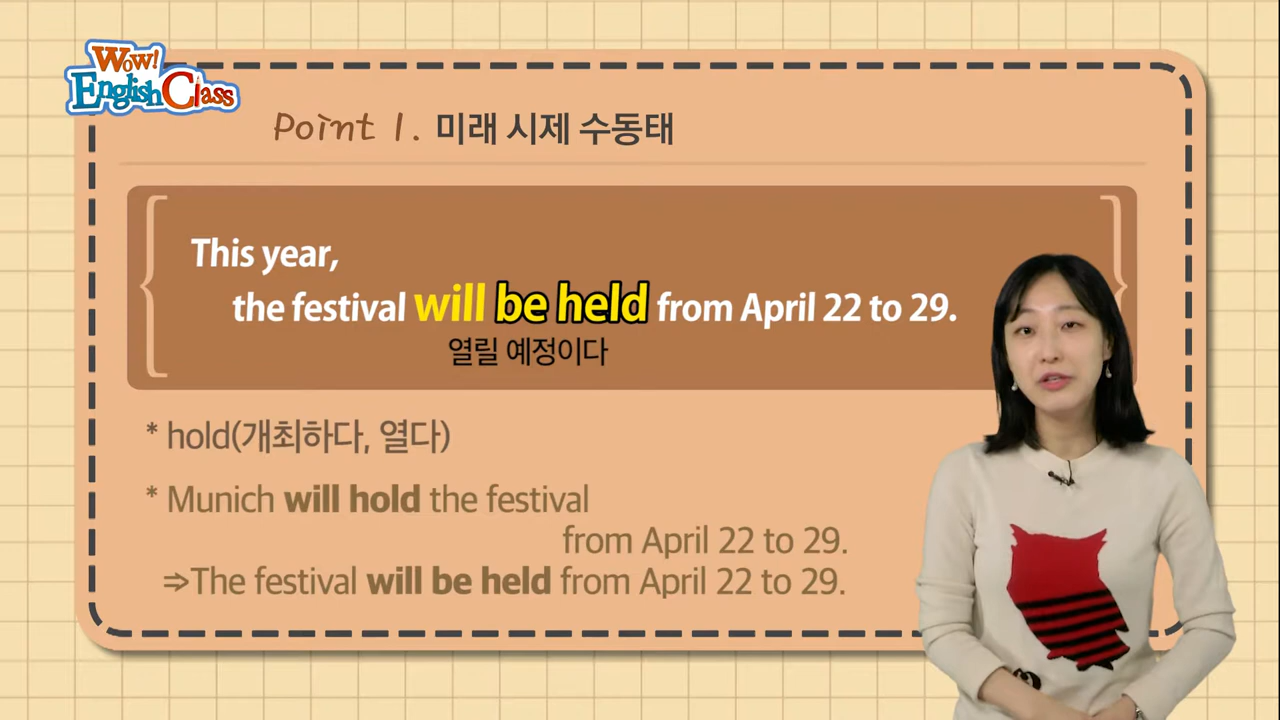 Wow!
English Class
Point 1. 미래 시제 수동태
This year,
the festival will be held from April 22 to 29.
열릴 예정이다
* hold(개최하다, 열다)
* Munich will hold the festival
from April 22 to 29.
⇒The festival will be held from April 22 to 29.